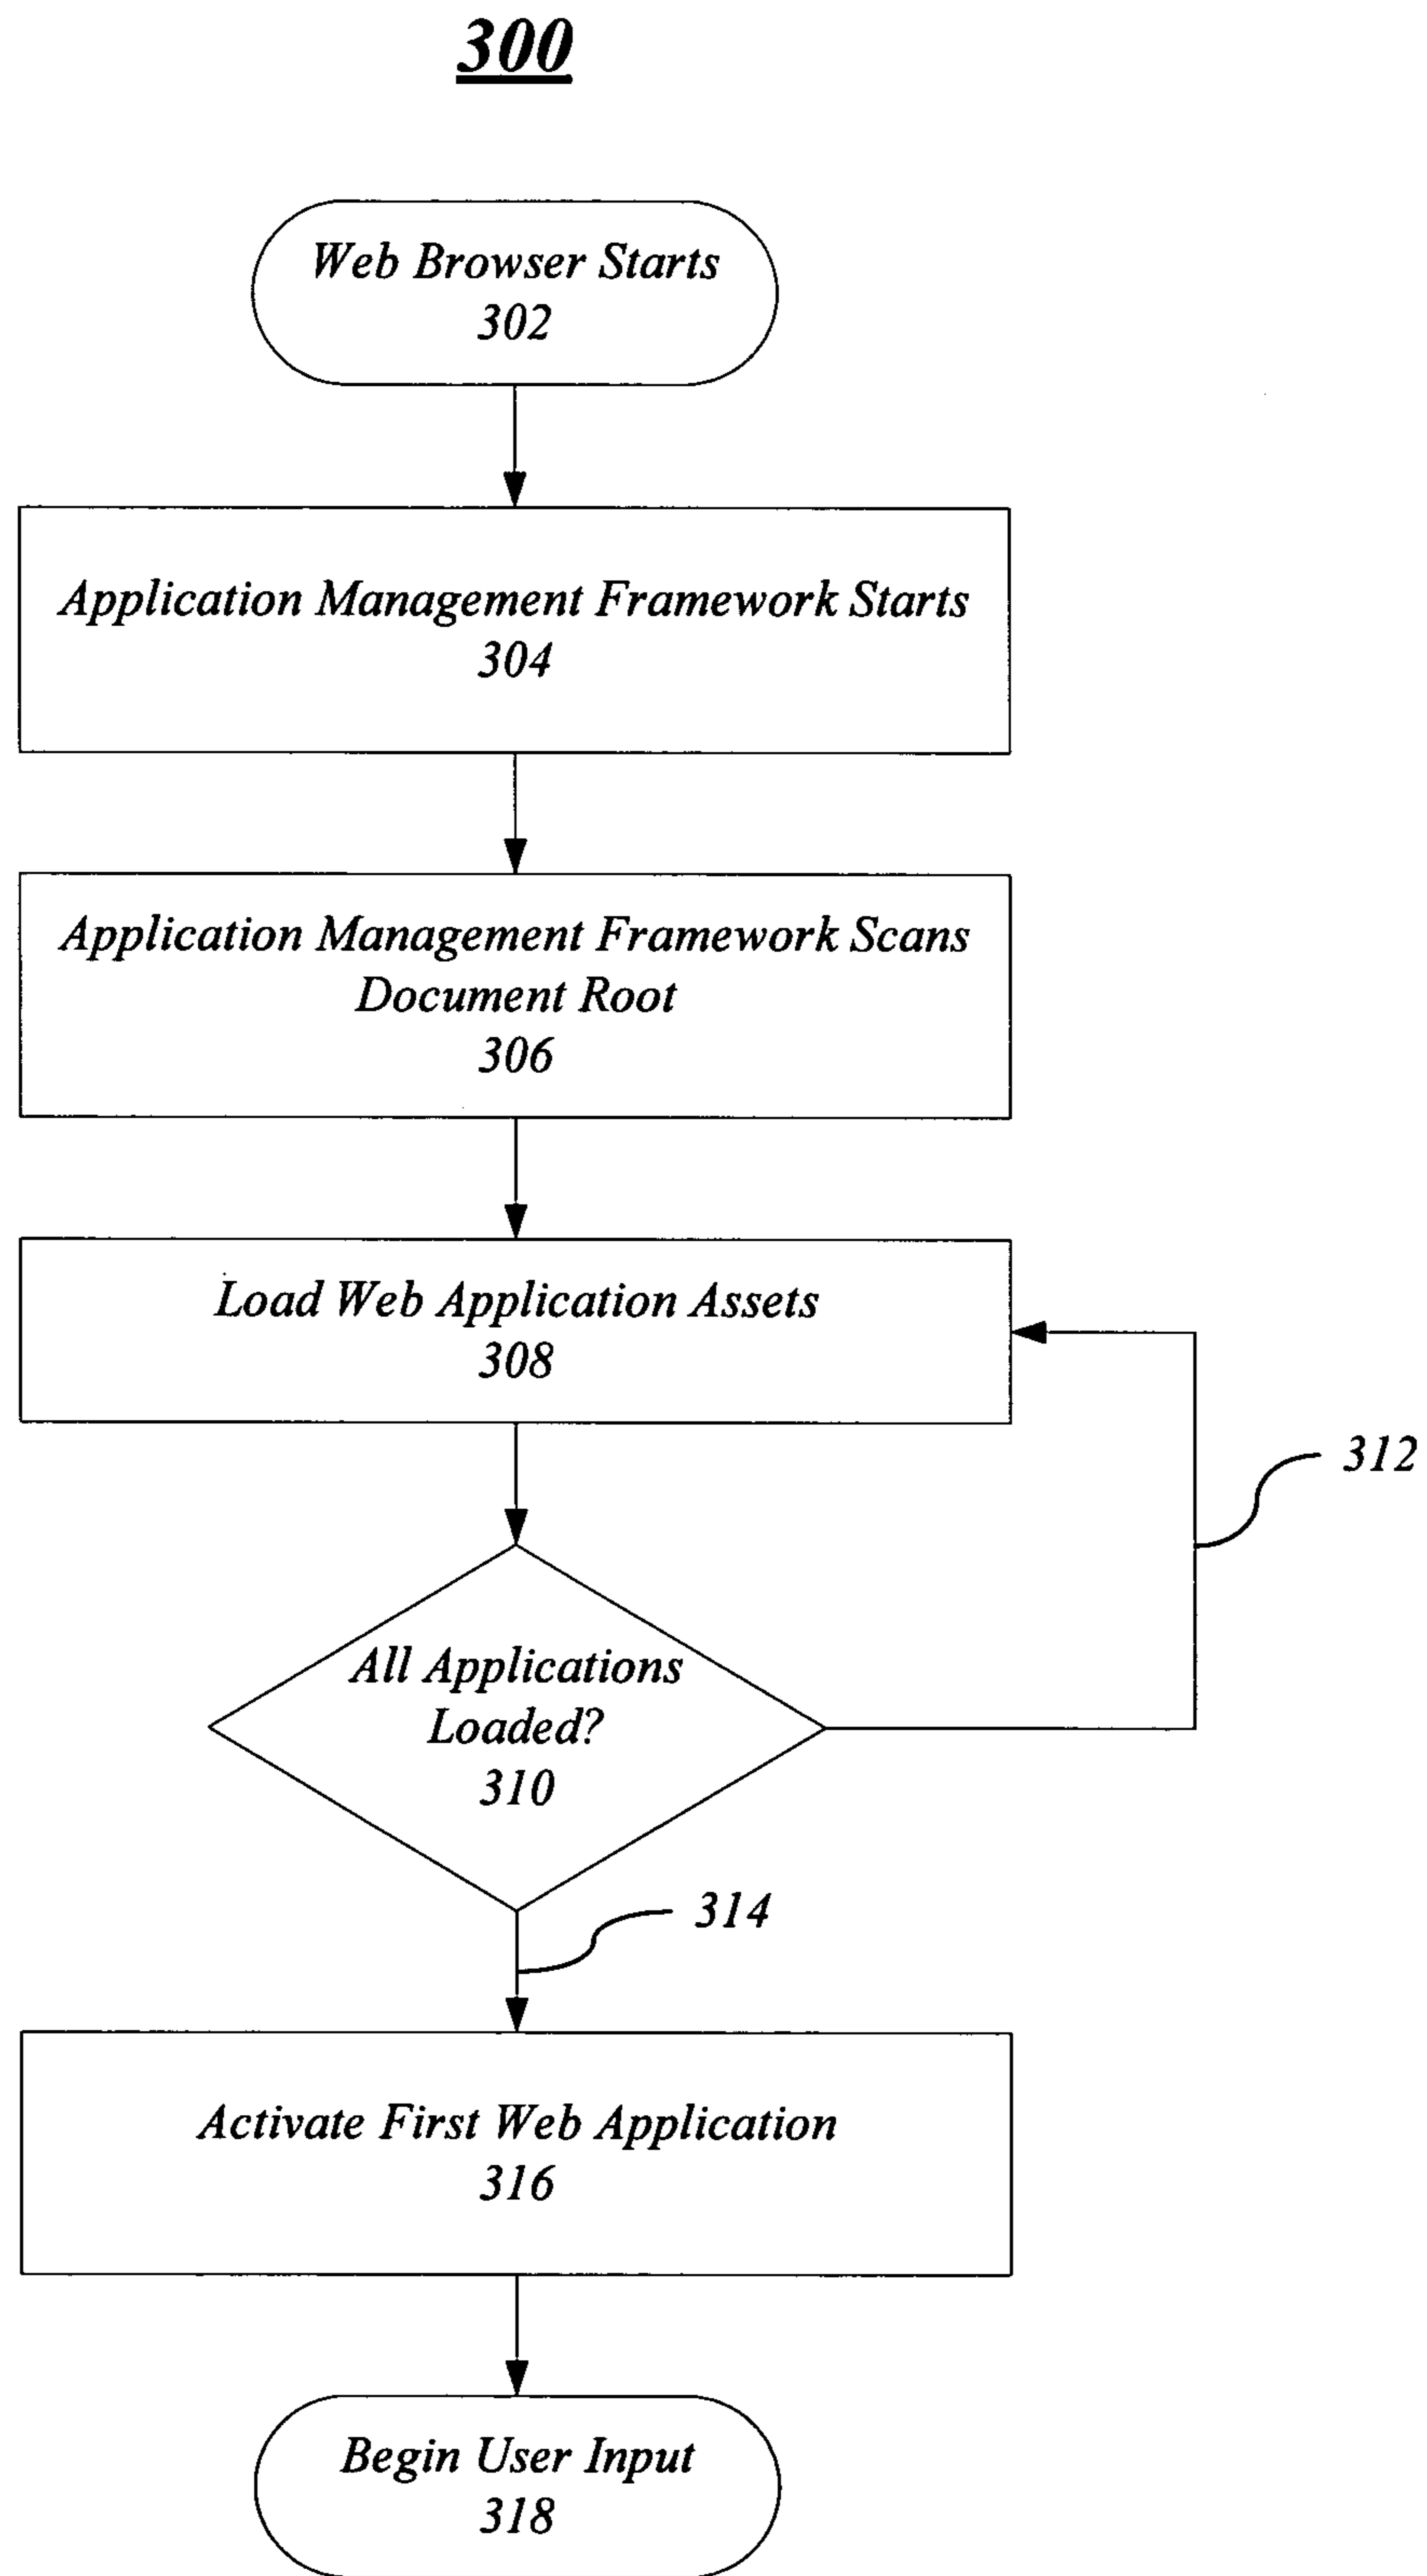 300
Web Browser Starts
302
Application Management Framework Starts
304
Application Management Framework Scans
Document Root
306
Load Web Application Assets
308
312
All Applications
Loaded?
310
314
Activate First Web Application
316
Begin User Input
318